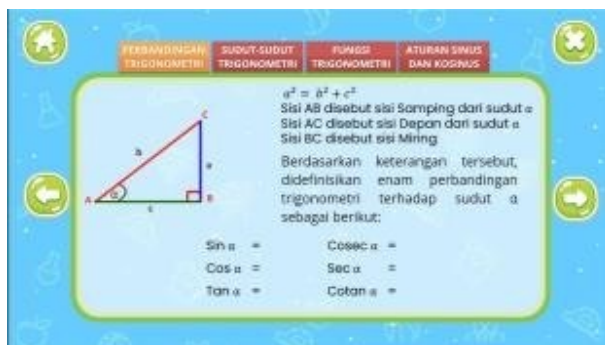 PERBANDINGAN TRIGONOMETRI
SUDUT-SUDUT TRIGONOMETRI
FUNGSI TRIGONOMETRI
ATURAN SINUS DAN KOSINUS
a² = b² + c²
Sisi AB disebut sisi Samping dari sudut α
Sisi AC disebut sisi Depan dari sudut α
Sisi BC disebut sisi Miring
C
b
a
A
α
B
c
Berdasarkan keterangan tersebut,
didefinisikan enam perbandingan
trigonometri terhadap sudut α
sebagai berikut:
Sin α =
Cosec α =
Cos α =
Sec α =
Tan α =
Cotan α =